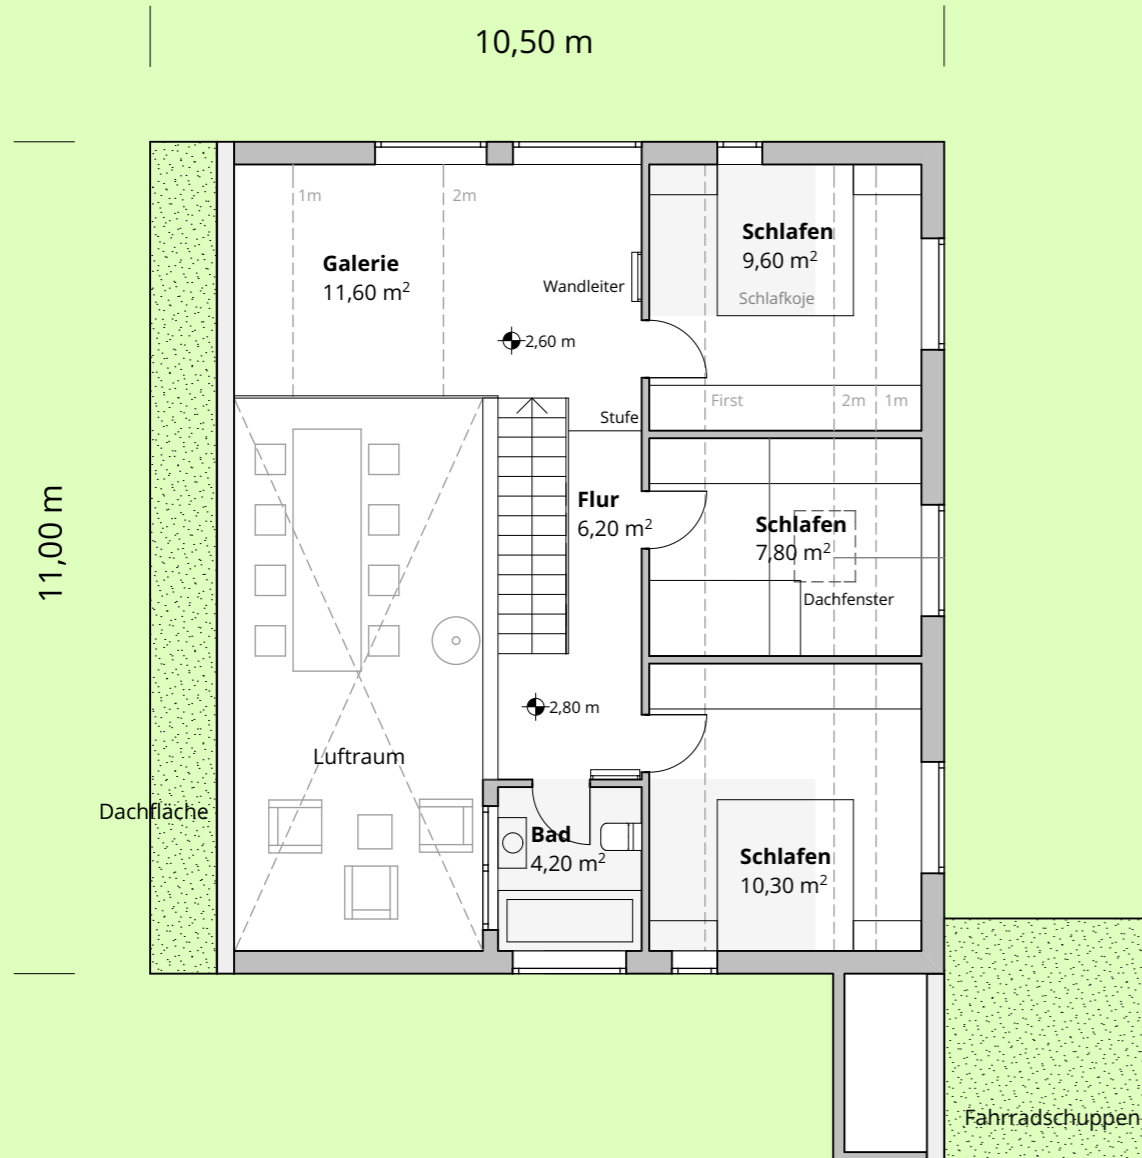 10,50 m
1m
2m
Galerie
11,60 m²
Wandleiter
2,60 m
Schlafen
9,60 m²
Schlafkoje
First
2m
1m
Stufe
Flur
6,20 m²
Schlafen
7,80 m²
Dachfenster
11,00 m
2,80 m
Luftraum
Dachfläche
Bad
4,20 m²
Schlafen
10,30 m²
Fahrradschuppen